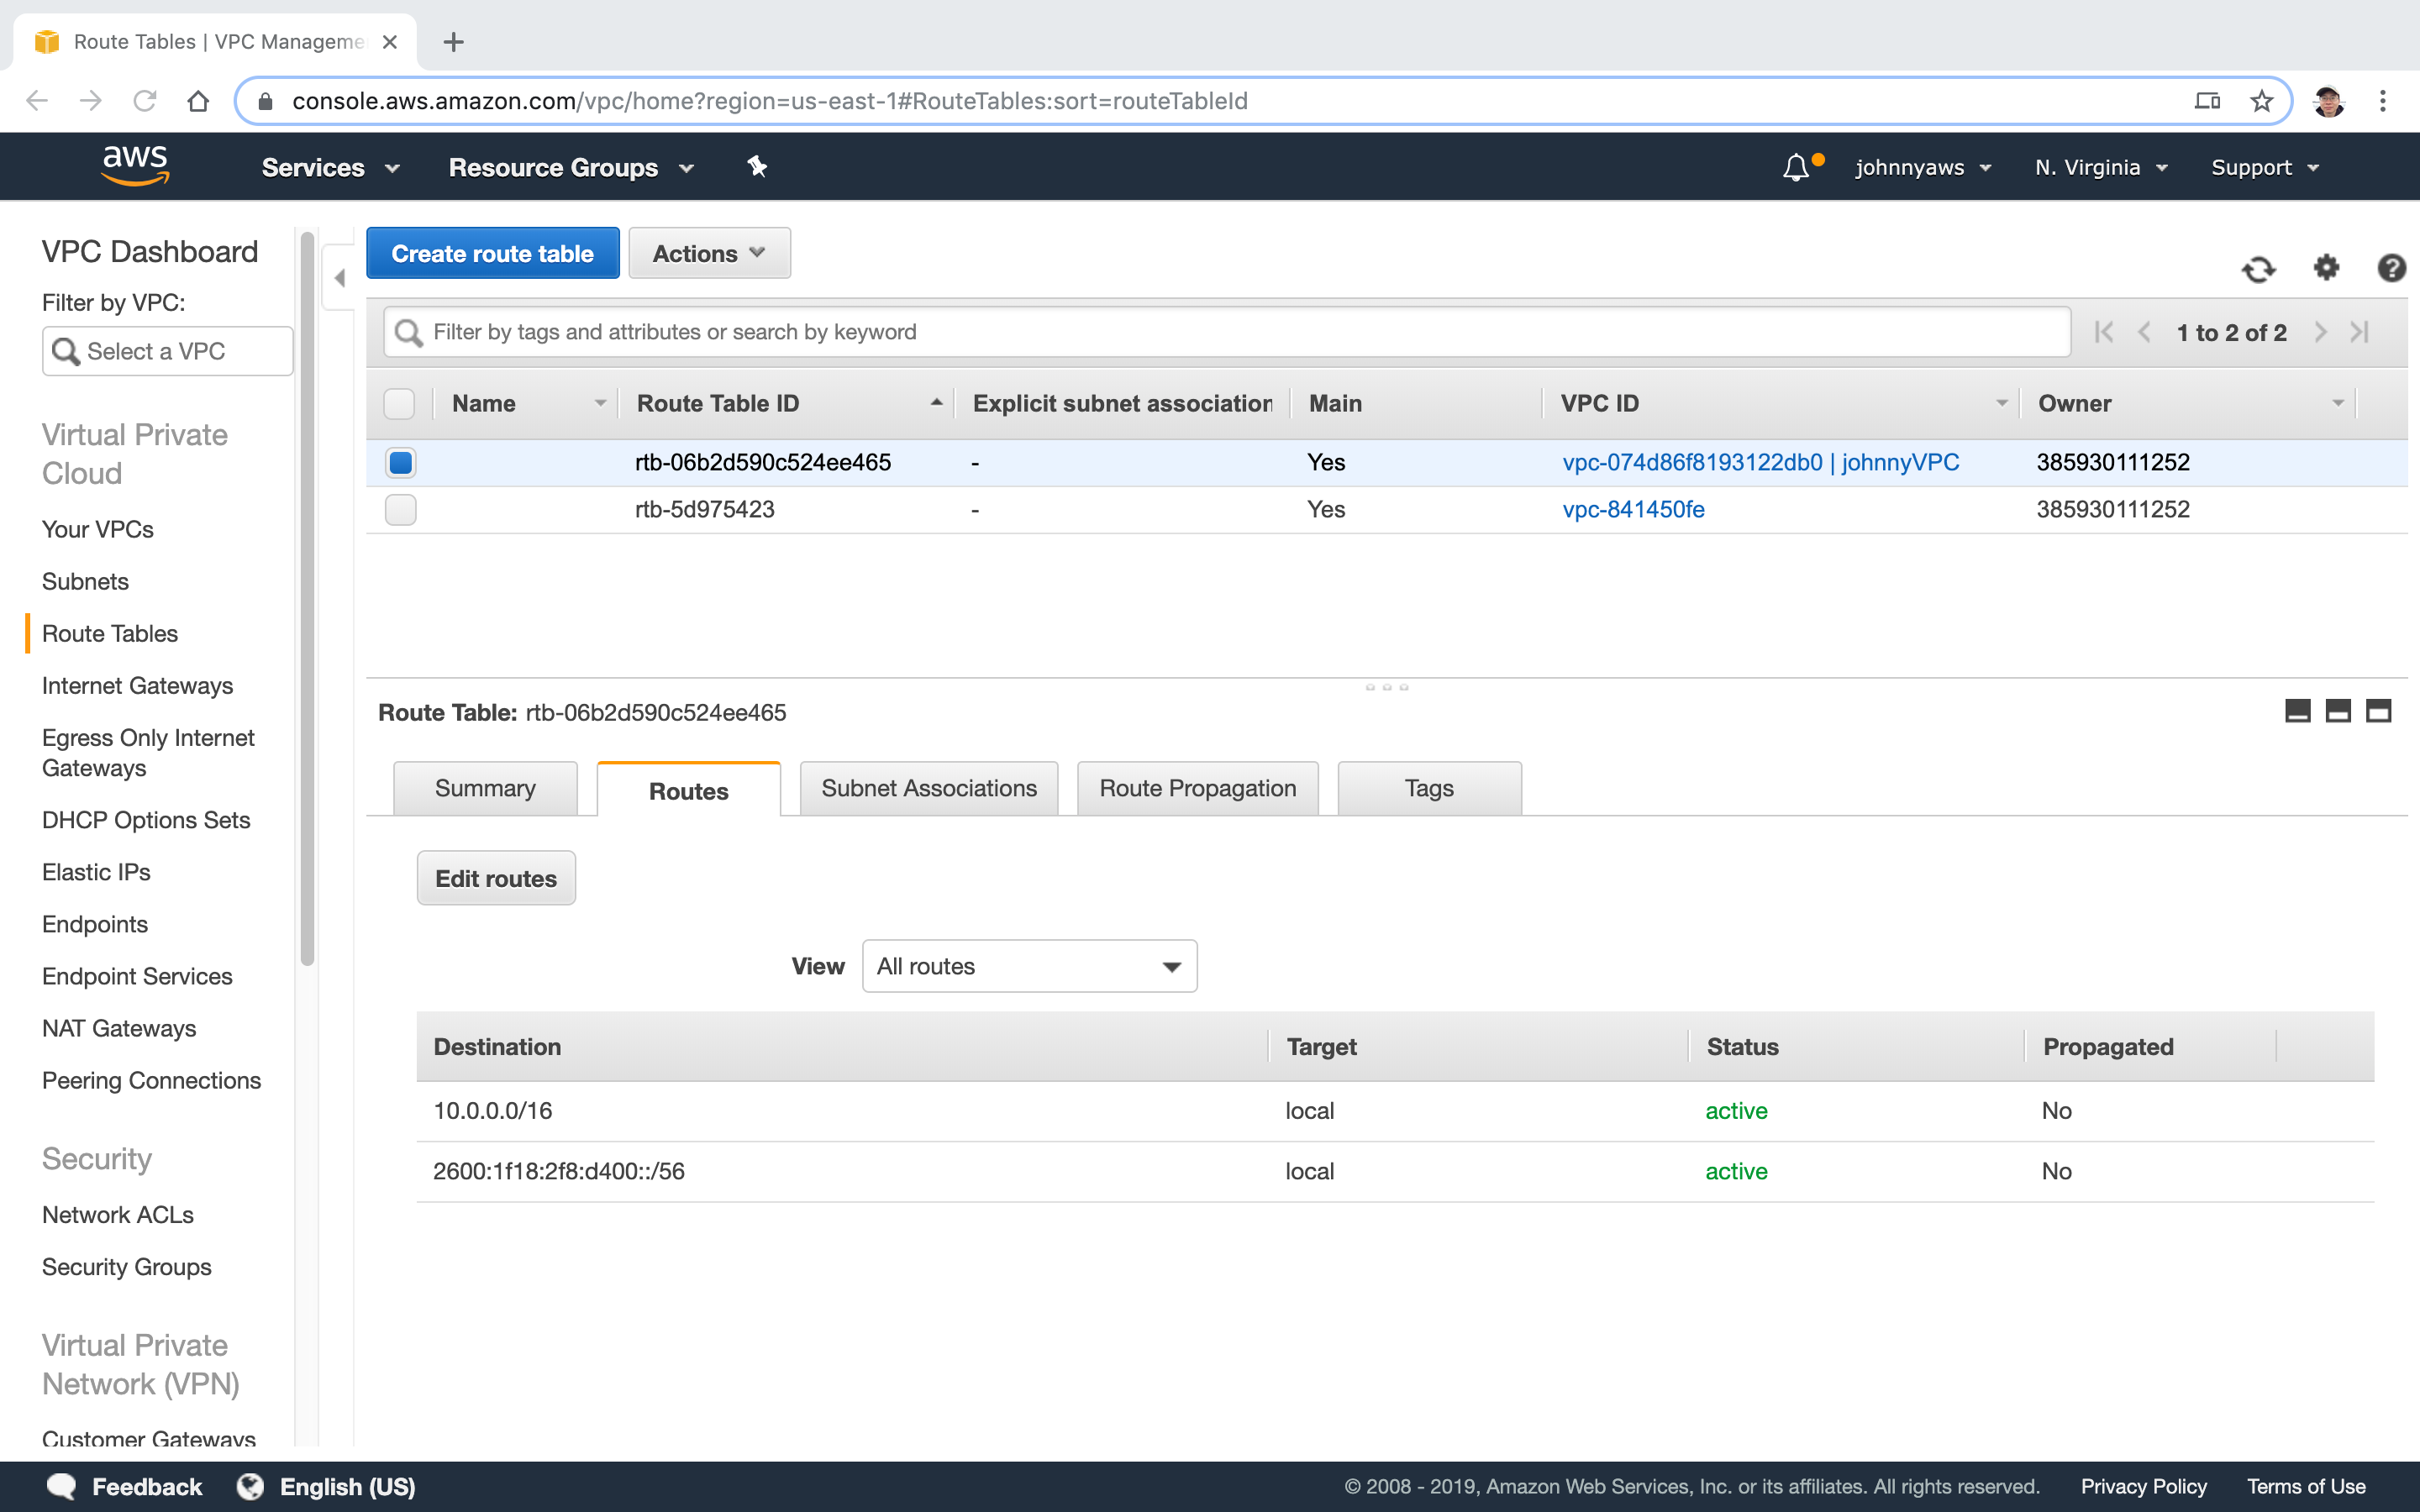 Route Tables | VPC Manageme
console.aws.amazon.com/vpc/home?region=us-east-1#RouteTables:sort=routeTableId
aws Services Resource Groups johnnyaws N. Virginia Support
VPC Dashboard
Filter by VPC:
Select a VPC
Virtual Private
Cloud
Your VPCs
Subnets
Route Tables
Internet Gateways
Egress Only Internet
Gateways
DHCP Options Sets
Elastic IPs
Endpoints
Endpoint Services
NAT Gateways
Peering Connections
Security
Network ACLs
Security Groups
Virtual Private
Network (VPN)
Customer Gateways
Create route table Actions
Filter by tags and attributes or search by keyword
1 to 2 of 2
Name Route Table ID Explicit subnet association Main VPC ID Owner
rtb-06b2d590c524ee465 - Yes vpc-074d86f8193122db0 | johnnyVPC 385930111252
rtb-5d975423 - Yes vpc-841450fe 385930111252
Route Table: rtb-06b2d590c524ee465
Summary Routes Subnet Associations Route Propagation Tags
Edit routes
View All routes
Destination Target Status Propagated
10.0.0.0/16 local active No
2600:1f18:2f8:d400::/56 local active No
Feedback English (US) © 2008 - 2019, Amazon Web Services, Inc. or its affiliates. All rights reserved. Privacy Policy Terms of Use